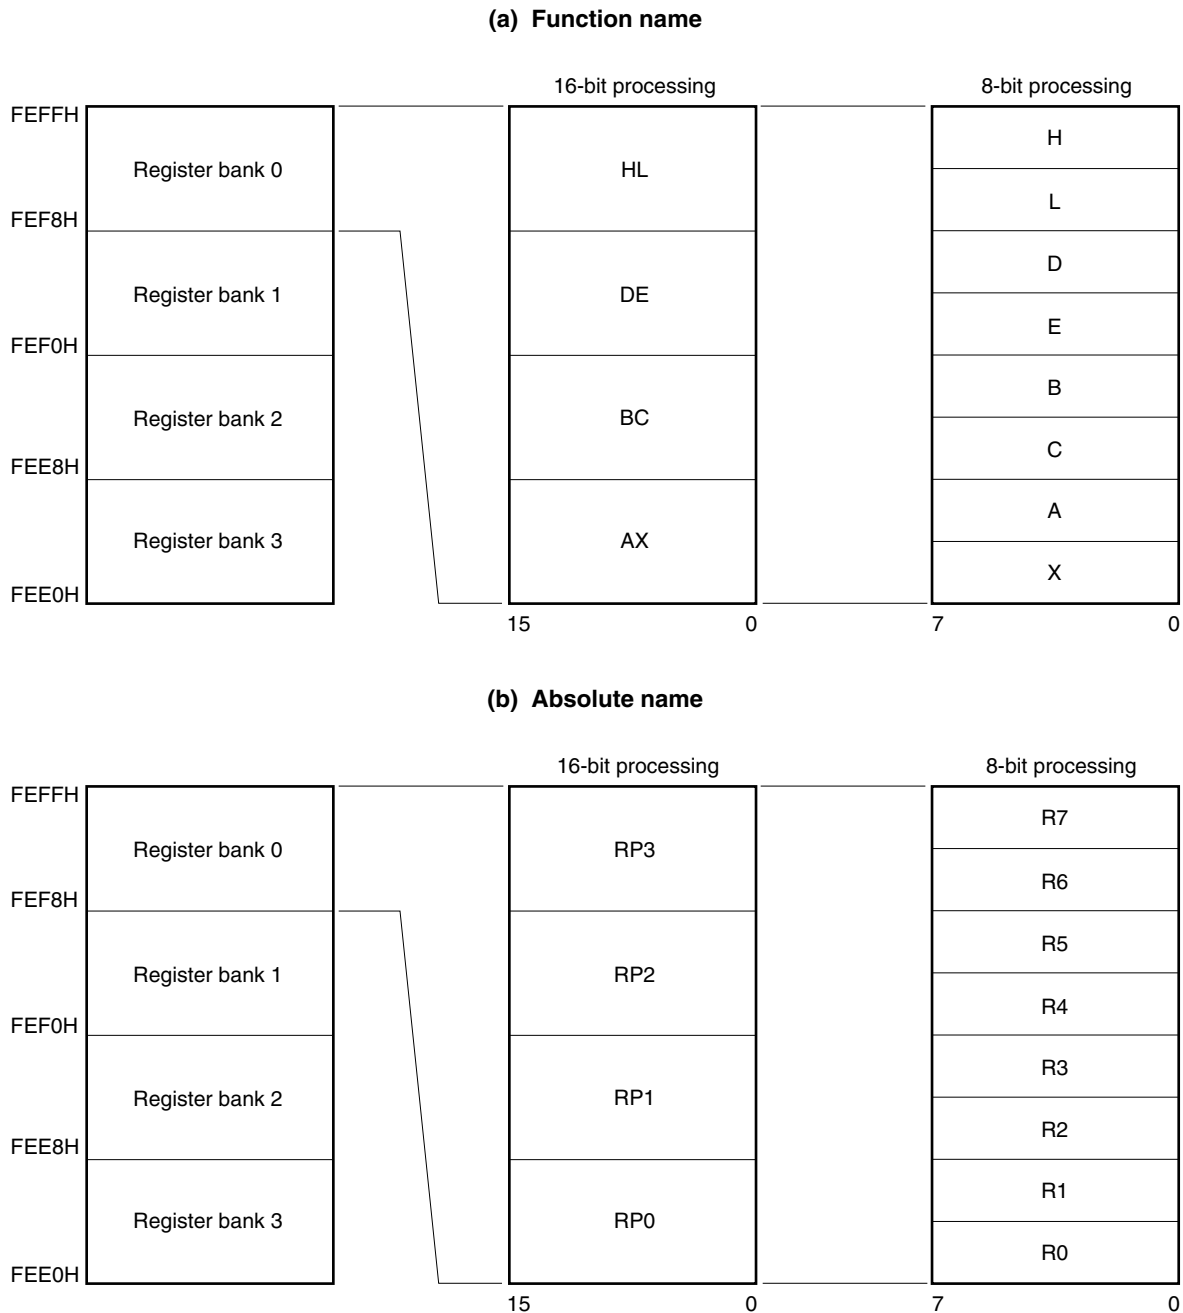 (a) Function name
16-bit processing 8-bit processing
FEFFH
H
Register bank 0 HL
L
FEF8H
D
Register bank 1 DE
E
FEF0H
B
Register bank 2 BC
C
FEE8H
A
Register bank 3 AX
X
FEE0H
15 0 7 0
(b) Absolute name
16-bit processing 8-bit processing
FEFFH
R7
Register bank 0 RP3
R6
FEF8H
R5
Register bank 1 RP2
R4
FEF0H
R3
Register bank 2 RP1
R2
FEE8H
R1
Register bank 3 RP0
R0
FEE0H
15 0 7 0